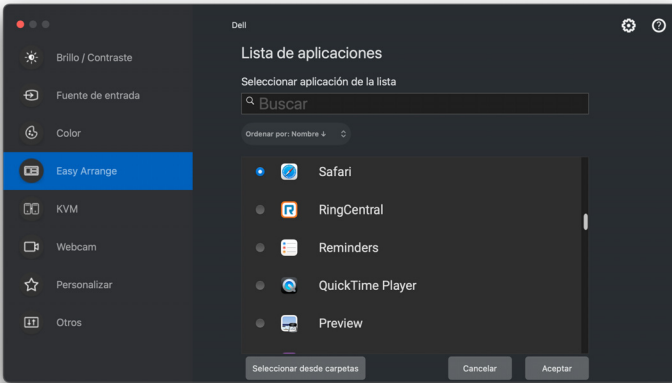 Dell
Brillo / Contraste
Fuente de entrada
Color
Easy Arrange
KVM
Webcam
Personalizar
Otros
Lista de aplicaciones
Seleccionar aplicación de la lista
Buscar
Ordenar por: Nombre ↓
Safari
RingCentral
Reminders
QuickTime Player
Preview
Seleccionar desde carpetas
Cancelar
Aceptar